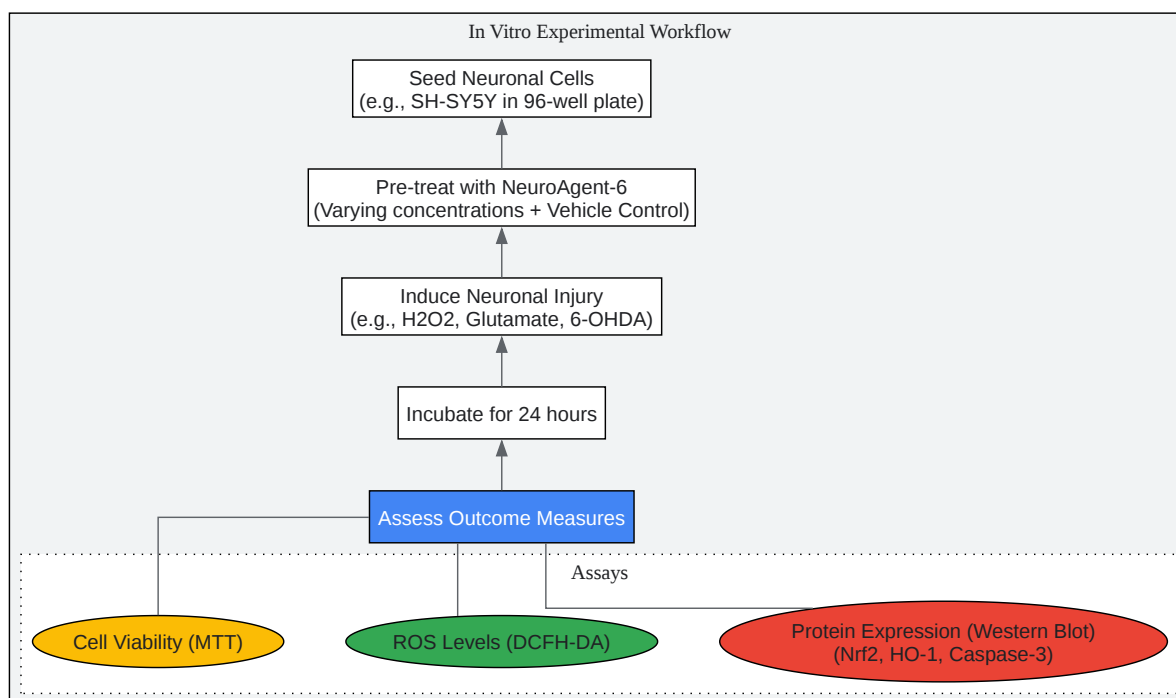 In Vitro Experimental Workflow
Seed Neuronal Cells
(e.g., SH-SY5Y in 96-well plate)
Pre-treat with NeuroAgent-6
(Varying concentrations + Vehicle Control)
Induce Neuronal Injury
(e.g., H2O2, Glutamate, 6-OHDA)
Incubate for 24 hours
Assess Outcome Measures
Assays
Cell Viability (MTT)
ROS Levels (DCFH-DA)
Protein Expression (Western Blot)
(Nrf2, HO-1, Caspase-3)